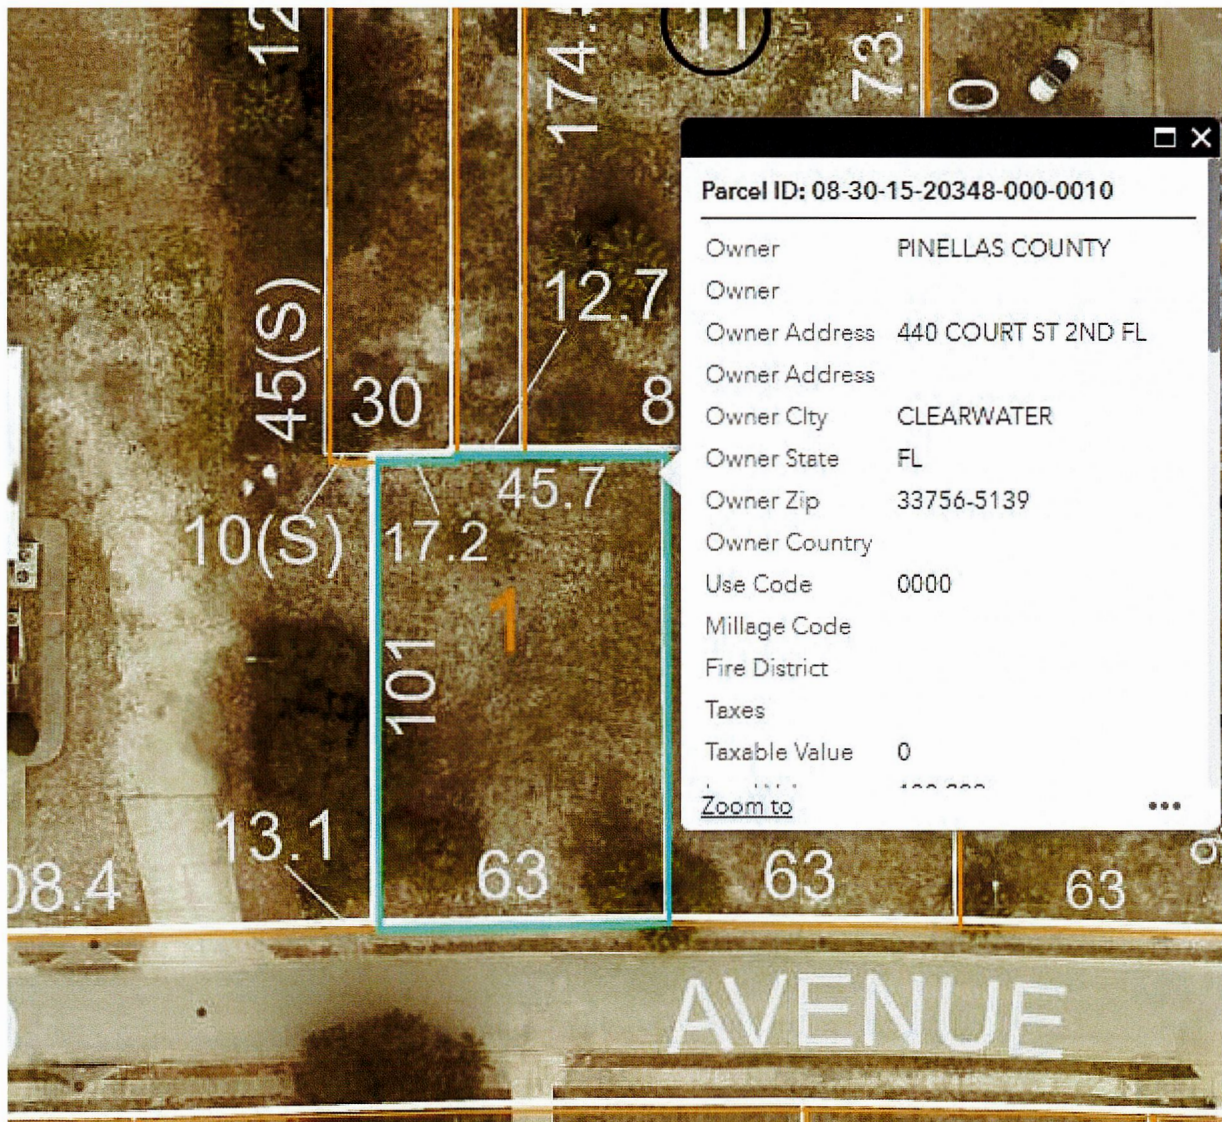 174.
73.
0
Parcel ID: 08-30-15-20348-000-0010
Owner PINELLAS COUNTY
Owner
Owner Address 440 COURT ST 2ND FL
Owner Address
Owner City CLEARWATER
Owner State FL
Owner Zip 33756-5139
Owner Country
Use Code 0000
Millage Code
Fire District
Taxes
Taxable Value 0
Zoom to
12
45(S)
30
12.7
8
45.7
10(S)
17.2
1
101
13.1
08.4
63
63
63
AVENUE